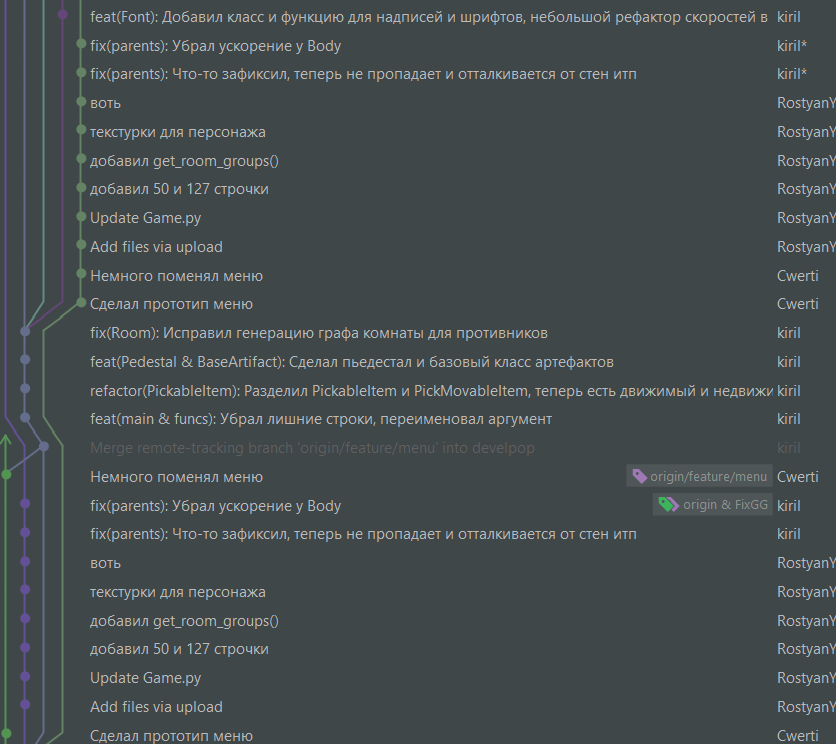 feat(Font): Добавил класс и функцию для надписей и шрифтов, небольшой рефактор скоростей в kiril
fix(parents): Убрал ускорение у Body kiril*
fix(parents): Что-то зафиксил, теперь не пропадает и отталкивается от стен итп kiril*
воть RostyanY
текстурки для персонажа RostyanY
добавил get_room_groups() RostyanY
добавил 50 и 127 строчки RostyanY
Update Game.py RostyanY
Add files via upload RostyanY
Немного поменял меню Cwerti
Сделал прототип меню Cwerti
fix(Room): Исправил генерацию графа комнаты для противников kiril
feat(Pedestal & BaseArtifact): Сделал пьедестал и базовый класс артефактов kiril
refactor(PickableItem): Разделил PickableItem и PickMovableItem, теперь есть движимый и недвижи kiril
feat(main & funcs): Убрал лишние строки, переименовал аргумент kiril
Merge remote-tracking branch 'origin/feature/menu' into develpop kiril
Немного поменял меню origin/feature/menu Cwerti
fix(parents): Убрал ускорение у Body origin & FixGG kiril
fix(parents): Что-то зафиксил, теперь не пропадает и отталкивается от стен итп kiril
воть RostyanY
текстурки для персонажа RostyanY
добавил get_room_groups() RostyanY
добавил 50 и 127 строчки RostyanY
Update Game.py RostyanY
Add files via upload RostyanY
Сделал прототип меню Cwerti